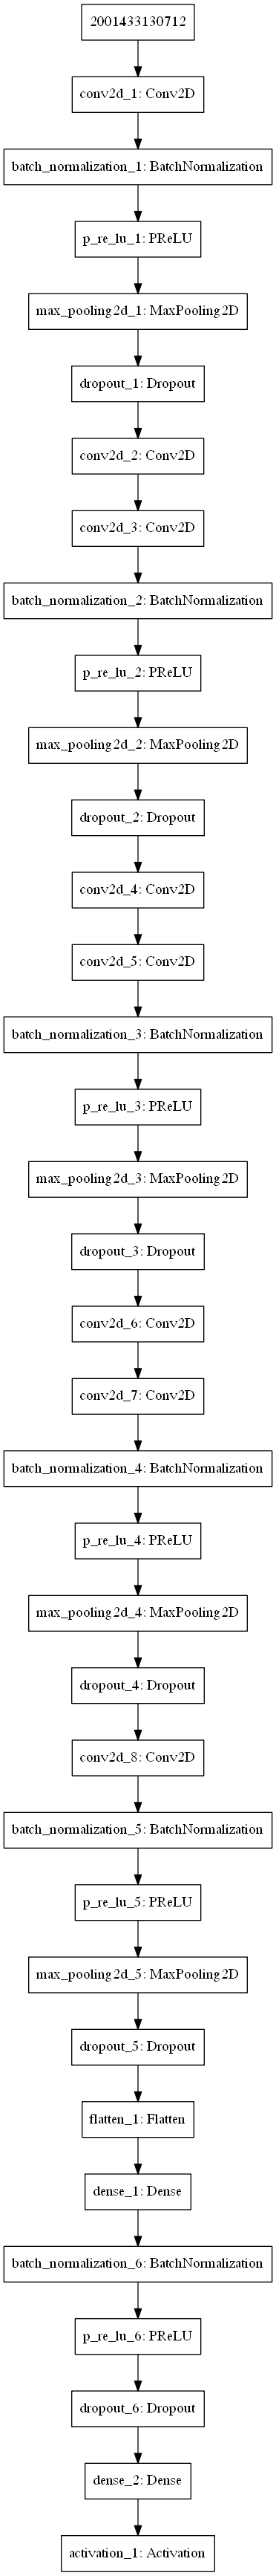 2001433130712
conv2d_1: Conv2D
batch_normalization_1: BatchNormalization
p_re_lu_1: PReLU
max_pooling2d_1: MaxPooling2D
dropout_1: Dropout
conv2d_2: Conv2D
conv2d_3: Conv2D
batch_normalization_2: BatchNormalization
p_re_lu_2: PReLU
max_pooling2d_2: MaxPooling2D
dropout_2: Dropout
conv2d_4: Conv2D
conv2d_5: Conv2D
batch_normalization_3: BatchNormalization
p_re_lu_3: PReLU
max_pooling2d_3: MaxPooling2D
dropout_3: Dropout
conv2d_6: Conv2D
conv2d_7: Conv2D
batch_normalization_4: BatchNormalization
p_re_lu_4: PReLU
max_pooling2d_4: MaxPooling2D
dropout_4: Dropout
conv2d_8: Conv2D
batch_normalization_5: BatchNormalization
p_re_lu_5: PReLU
max_pooling2d_5: MaxPooling2D
dropout_5: Dropout
flatten_1: Flatten
dense_1: Dense
batch_normalization_6: BatchNormalization
p_re_lu_6: PReLU
dropout_6: Dropout
dense_2: Dense
activation_1: Activation